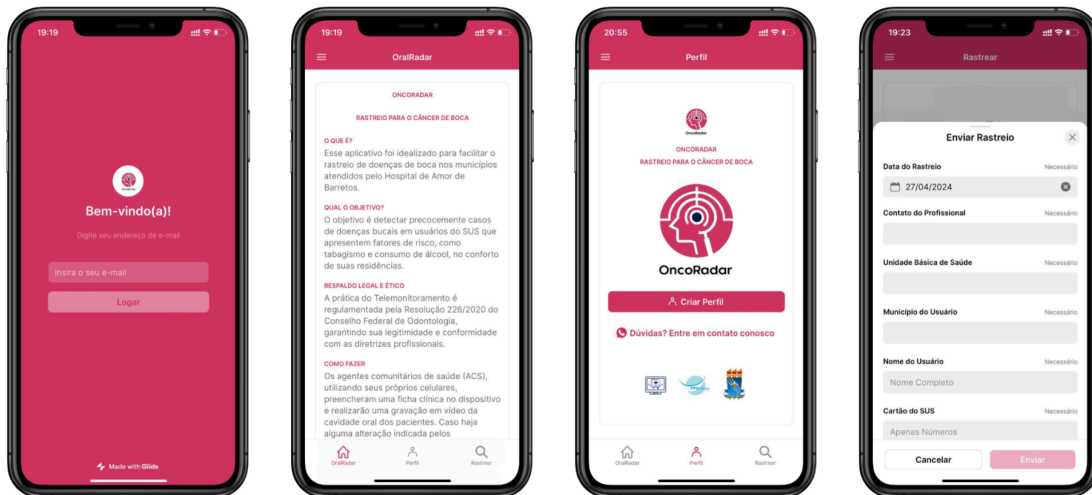 19:19
Bem-vindo(a)!
Digite seu endereço de e-mail
Insira o seu e-mail
Logar
Made with Glide
19:19
OralRadar
ONCORADAR
RASTREIO PARA O CÂNCER DE BOCA
O QUE É?
Esse aplicativo foi idealizado para facilitar o
rastreio de doenças de boca nos municípios
atendidos pelo Hospital de Amor de
Barretos.
QUAL O OBJETIVO?
O objetivo é detectar precocemente casos
de doenças bucais em usuários do SUS que
apresentem fatores de risco, como
tabagismo e consumo de álcool, no conforto
de suas residências.
RESPALDO LEGAL E ÉTICO
A prática do Telemonitoramento é
regulamentada pela Resolução 226/2020 do
Conselho Federal de Odontologia,
garantindo sua legitimidade e conformidade
com as diretrizes profissionais.
COMO FAZER
Os agentes comunitários de saúde (ACS),
utilizando seus próprios celulares,
preencheram uma ficha clínica no dispositivo
e realizarão uma gravação em vídeo da
cavidade oral dos pacientes. Caso haja
alguma alteração indicada pelos
OralRadar
Perfil
Rastrear
20:55
Perfil
OncoRadar
ONCORADAR
RASTREIO PARA O CÂNCER DE BOCA
OncoRadar
Criar Perfil
Dúvidas? Entre em contato conosco
OralRadar
Perfil
Rastrear
19:23
Rastrear
Enviar Rastreio
Data do Rastreio Necessário
27/04/2024
Contato do Profissional Necessário
Unidade Básica de Saúde Necessário
Município do Usuário Necessário
Nome do Usuário Necessário
Nome Completo
Cartão do SUS Necessário
Apenas Números
Cancelar
Enviar